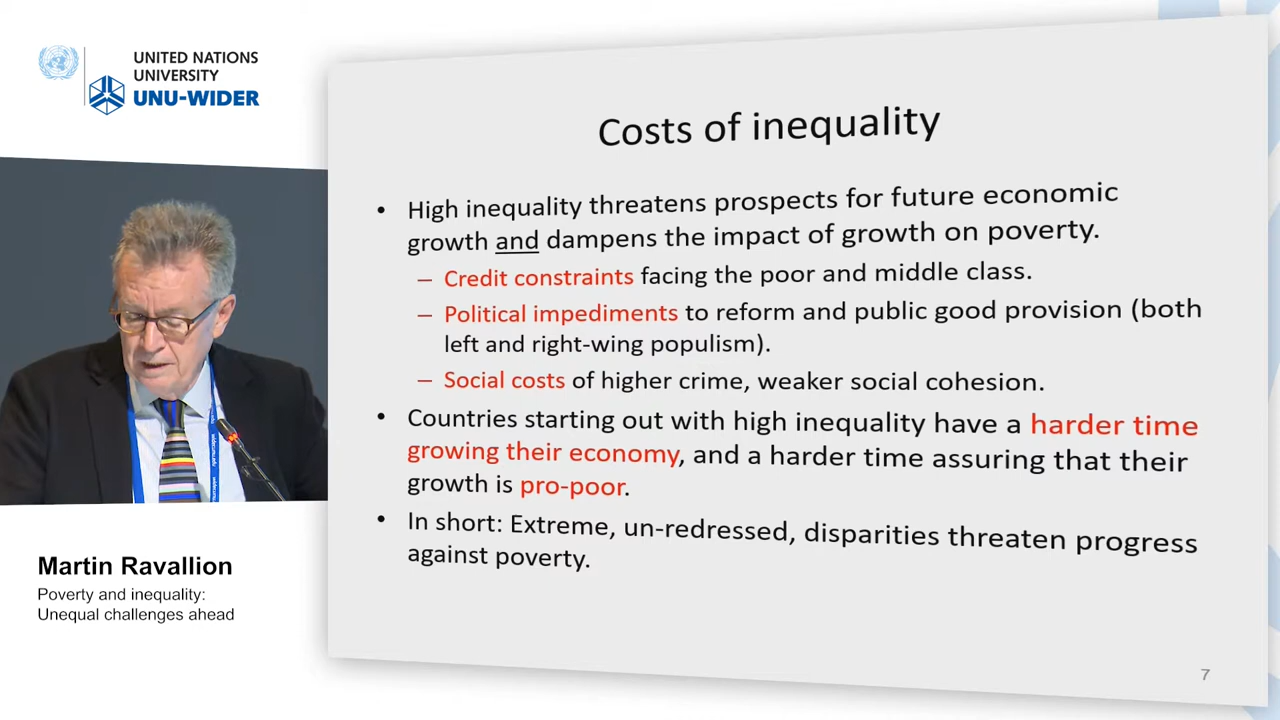 UNITED NATIONS
UNIVERSITY
UNU-WIDER
Costs of inequality
• High inequality threatens prospects for future economic
growth and dampens the impact of growth on poverty.
– Credit constraints facing the poor and middle class.
– Political impediments to reform and public good provision (both
left and right-wing populism).
– Social costs of higher crime, weaker social cohesion.
• Countries starting out with high inequality have a harder time
growing their economy, and a harder time assuring that their
growth is pro-poor.
• In short: Extreme, un-redressed, disparities threaten progress
against poverty.
7
Martin Ravallion
Poverty and inequality:
Unequal challenges ahead